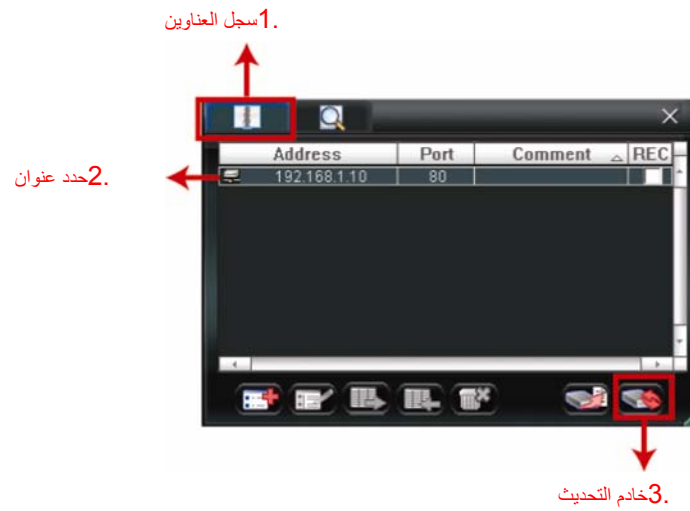 1. سجل العناوين
Address Port Comment REC
2. حدد عنوان
192.168.1.10 80
3. خادم التحديث